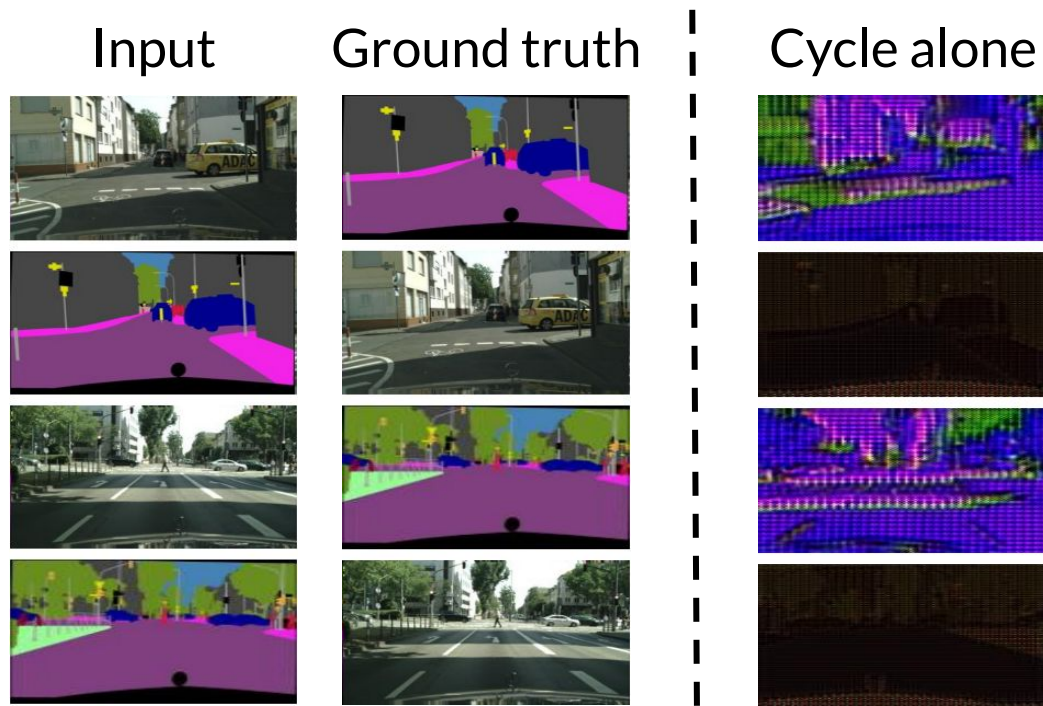 Input
Ground truth
Cycle alone
ADAC
ADAC